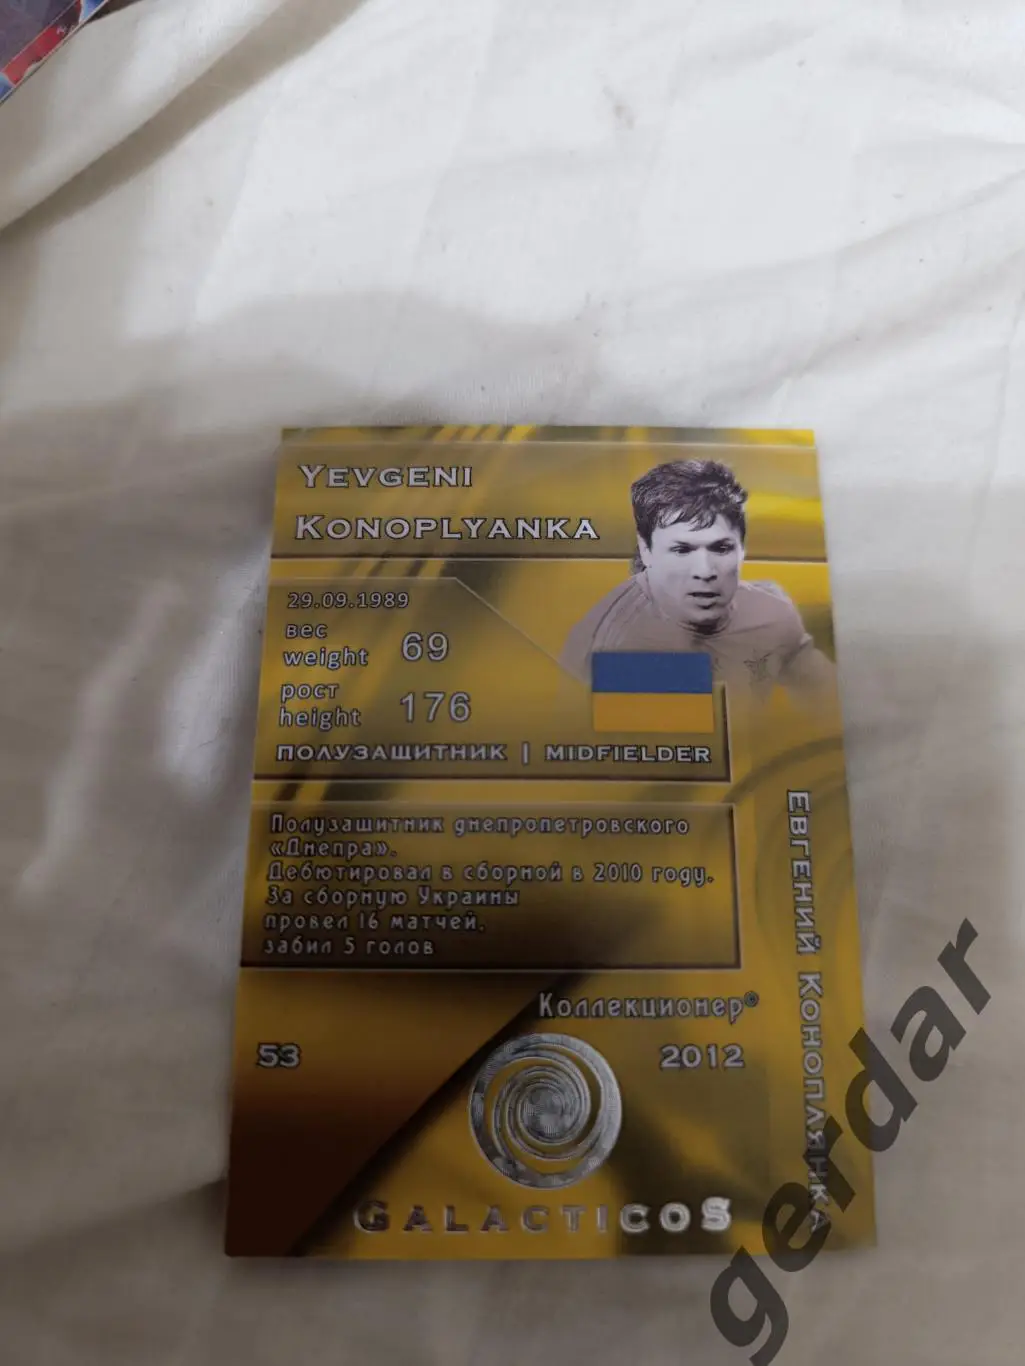 YEVGENI
KONOPLYANKA
29.09.1989
вес
weight 69
рост
height 176
ПОЛУЗАЩИТНИК | MIDFIELDER
Полузащитник днепропетровского
«Днепра».
Дебютировал в сборной в 2010 году.
За сборную Украины
провел 16 матчей,
забил 5 голов
ЕВГЕНИЙ КОНОПЛЯНКА
Коллекционер®
53
2012
GALACTICOS
gerdar